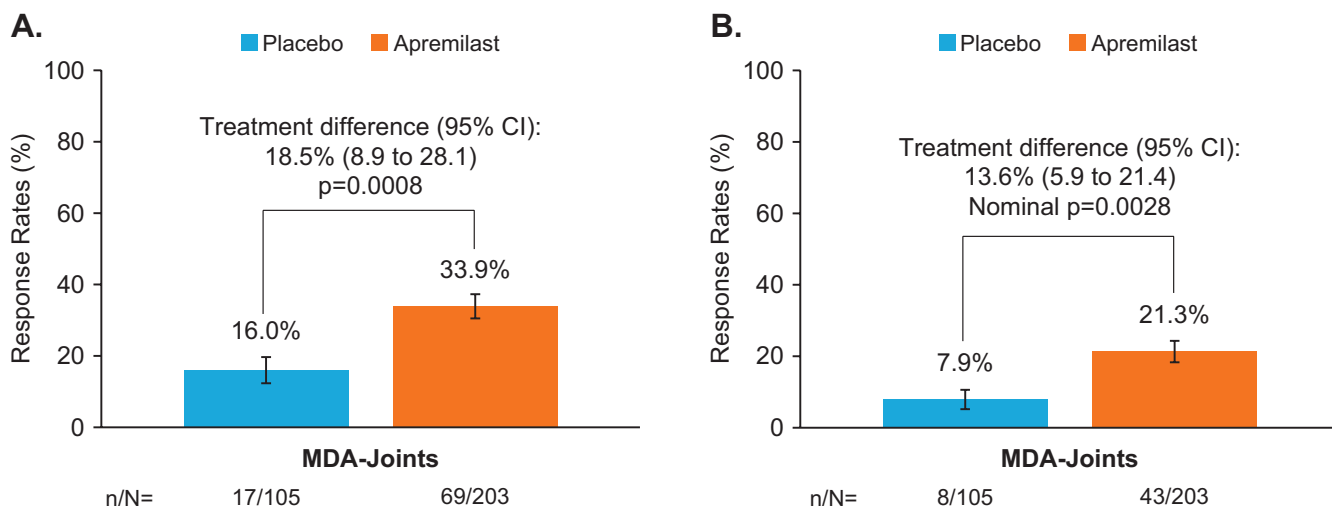 A.
Placebo Apremilast
100
80
60
40
20
0
Response Rates (%)
Treatment difference (95% CI):
18.5% (8.9 to 28.1)
p=0.0008
33.9%
16.0%
MDA-Joints
n/N= 17/105 69/203
B.
Placebo Apremilast
100
80
60
40
20
0
Response Rates (%)
Treatment difference (95% CI):
13.6% (5.9 to 21.4)
Nominal p=0.0028
21.3%
7.9%
MDA-Joints
n/N= 8/105 43/203